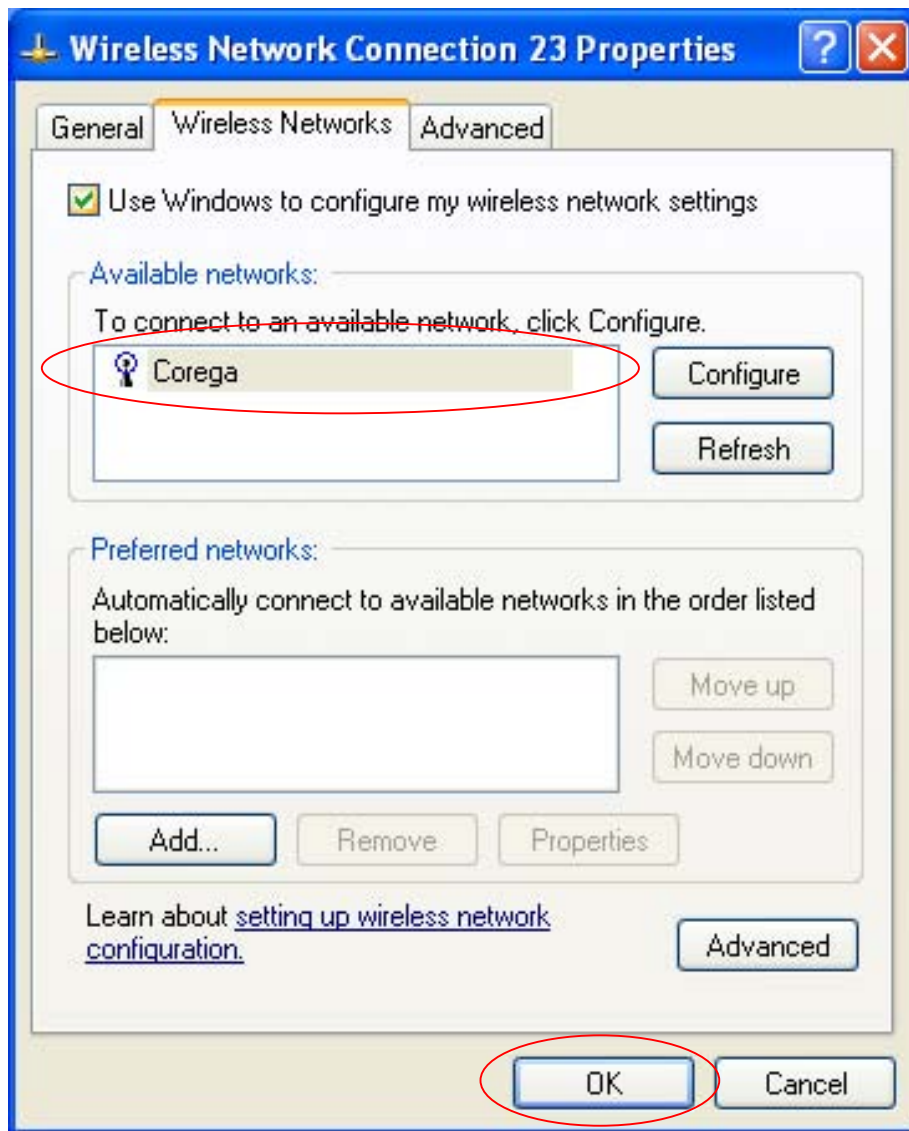 Wireless Network Connection 23 Properties
?
General Wireless Networks Advanced
Use Windows to configure my wireless network settings
Available networks:
To connect to an available network, click Configure.
Corega
Configure
Refresh
Preferred networks:
Automatically connect to available networks in the order listed
below:
Move up
Move down
Add... Remove Properties
Learn about setting up wireless network
configuration.
Advanced
OK Cancel